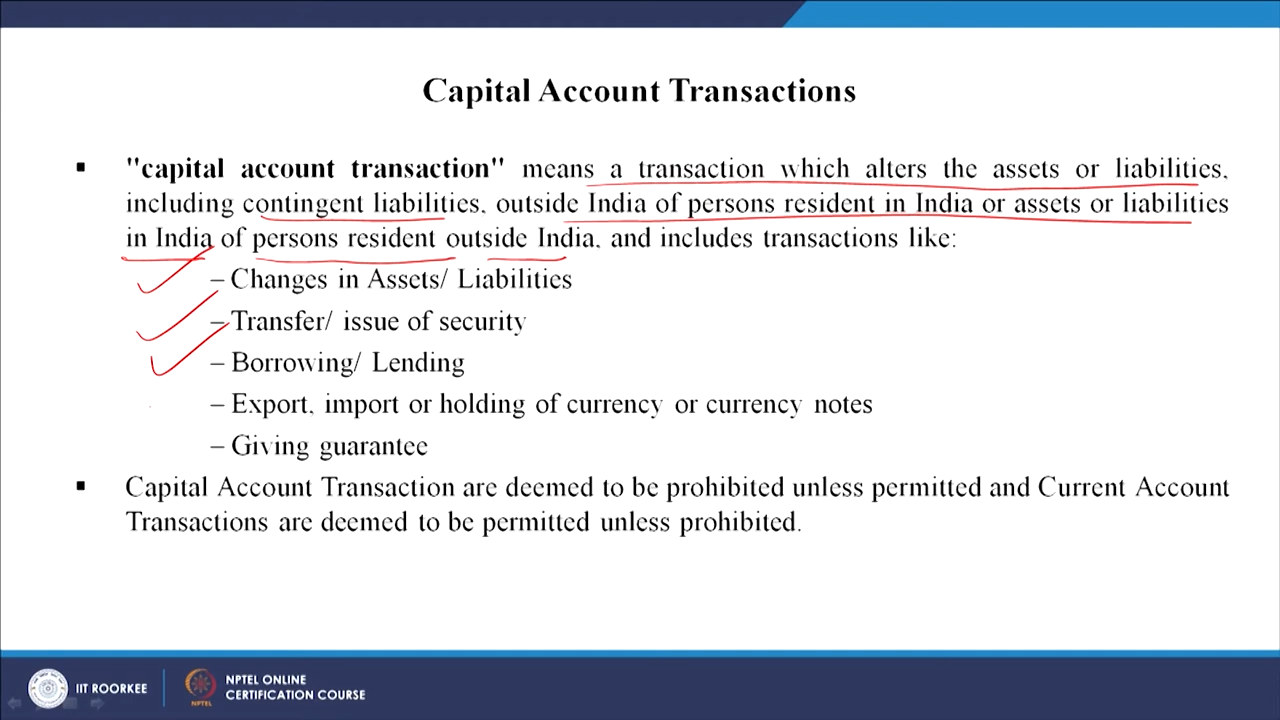 Capital Account Transactions
▪ "capital account transaction" means a transaction which alters the assets or liabilities,
including contingent liabilities, outside India of persons resident in India or assets or liabilities
in India of persons resident outside India, and includes transactions like:
– Changes in Assets/ Liabilities
– Transfer/ issue of security
– Borrowing/ Lending
– Export, import or holding of currency or currency notes
– Giving guarantee
▪ Capital Account Transaction are deemed to be prohibited unless permitted and Current Account
Transactions are deemed to be permitted unless prohibited.
IIT ROORKEE
NPTEL
NPTEL ONLINE
CERTIFICATION COURSE